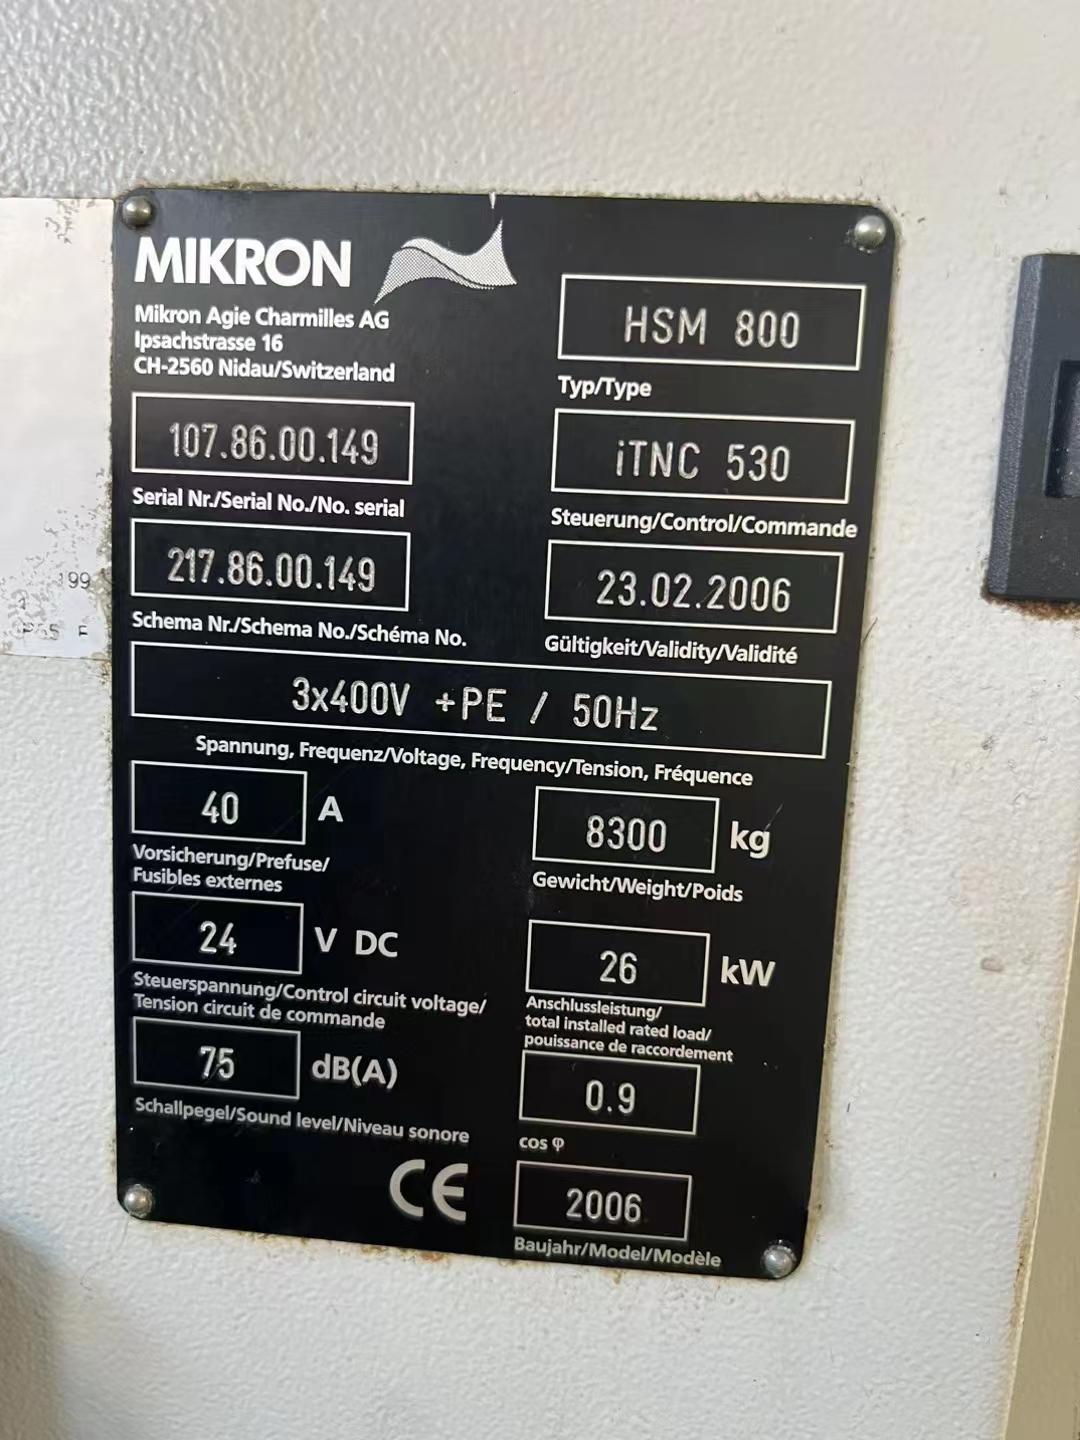 MIKRON
Mikron Agie Charmilles AG
Ipsachstrasse 16
CH-2560 Nidau/Switzerland
HSM 800
Typ/Type
107.86.00.149
Serial Nr./Serial No./No. serial
iTNC 530
Steuerung/Control/Commande
217.86.00.149
Schema Nr./Schema No./Schéma No.
23.02.2006
Gültigkeit/Validity/Validité
3x400V +PE / 50Hz
Spannung, Frequenz/Voltage, Frequency/Tension, Fréquence
40 A
Vorsicherung/Prefuse/
Fusibles externes
8300 kg
Gewicht/Weight/Poids
24 V DC
Steuerspannung/Control circuit voltage/
Tension circuit de commande
26 kW
Anschlussleistung/
total installed rated load/
pouissance de raccordement
75 dB(A)
Schallpegel/Sound level/Niveau sonore
0.9
cos φ
CE
2006
Baujahr/Model/Modèle
199